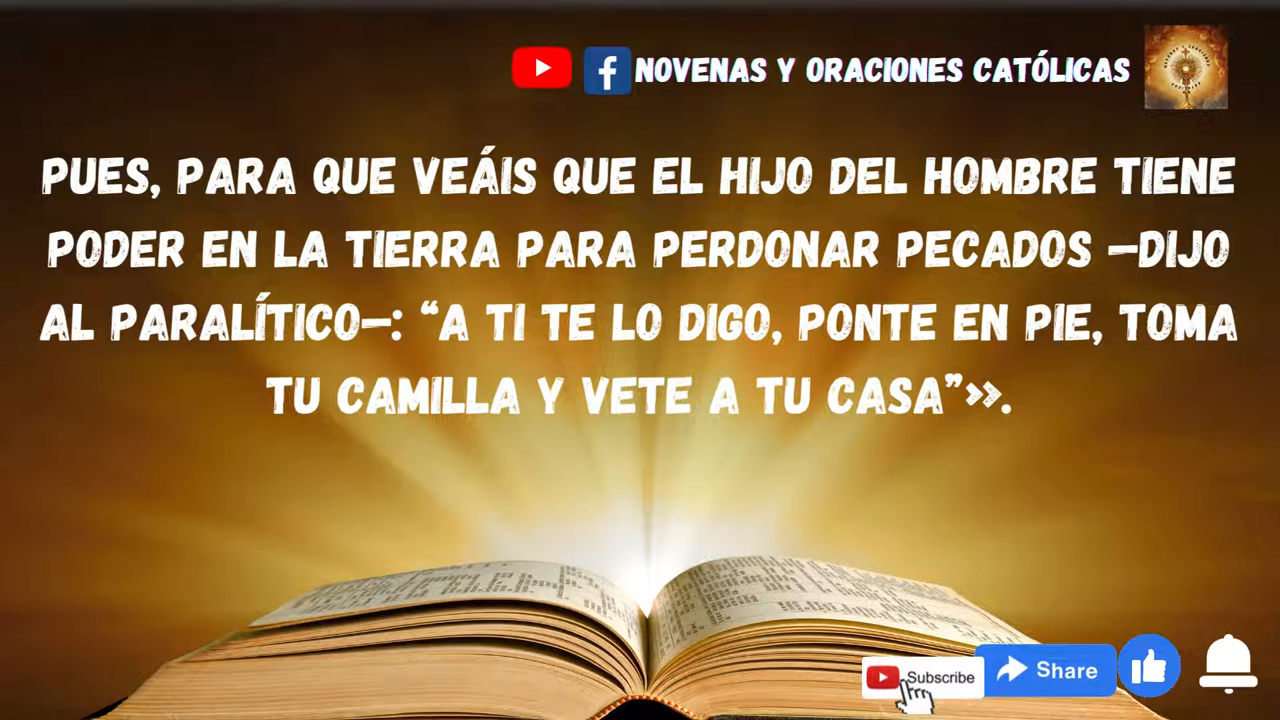 NOVENAS Y ORACIONES CATÓLICAS
PUES, PARA QUE VEÁIS QUE EL HIJO DEL HOMBRE TIENE
PODER EN LA TIERRA PARA PERDONAR PECADOS –DIJO
AL PARALÍTICO–: “A TI TE LO DIGO, PONTE EN PIE, TOMA
TU CAMILLA Y VETE A TU CASA”>>.
Subscribe
Share